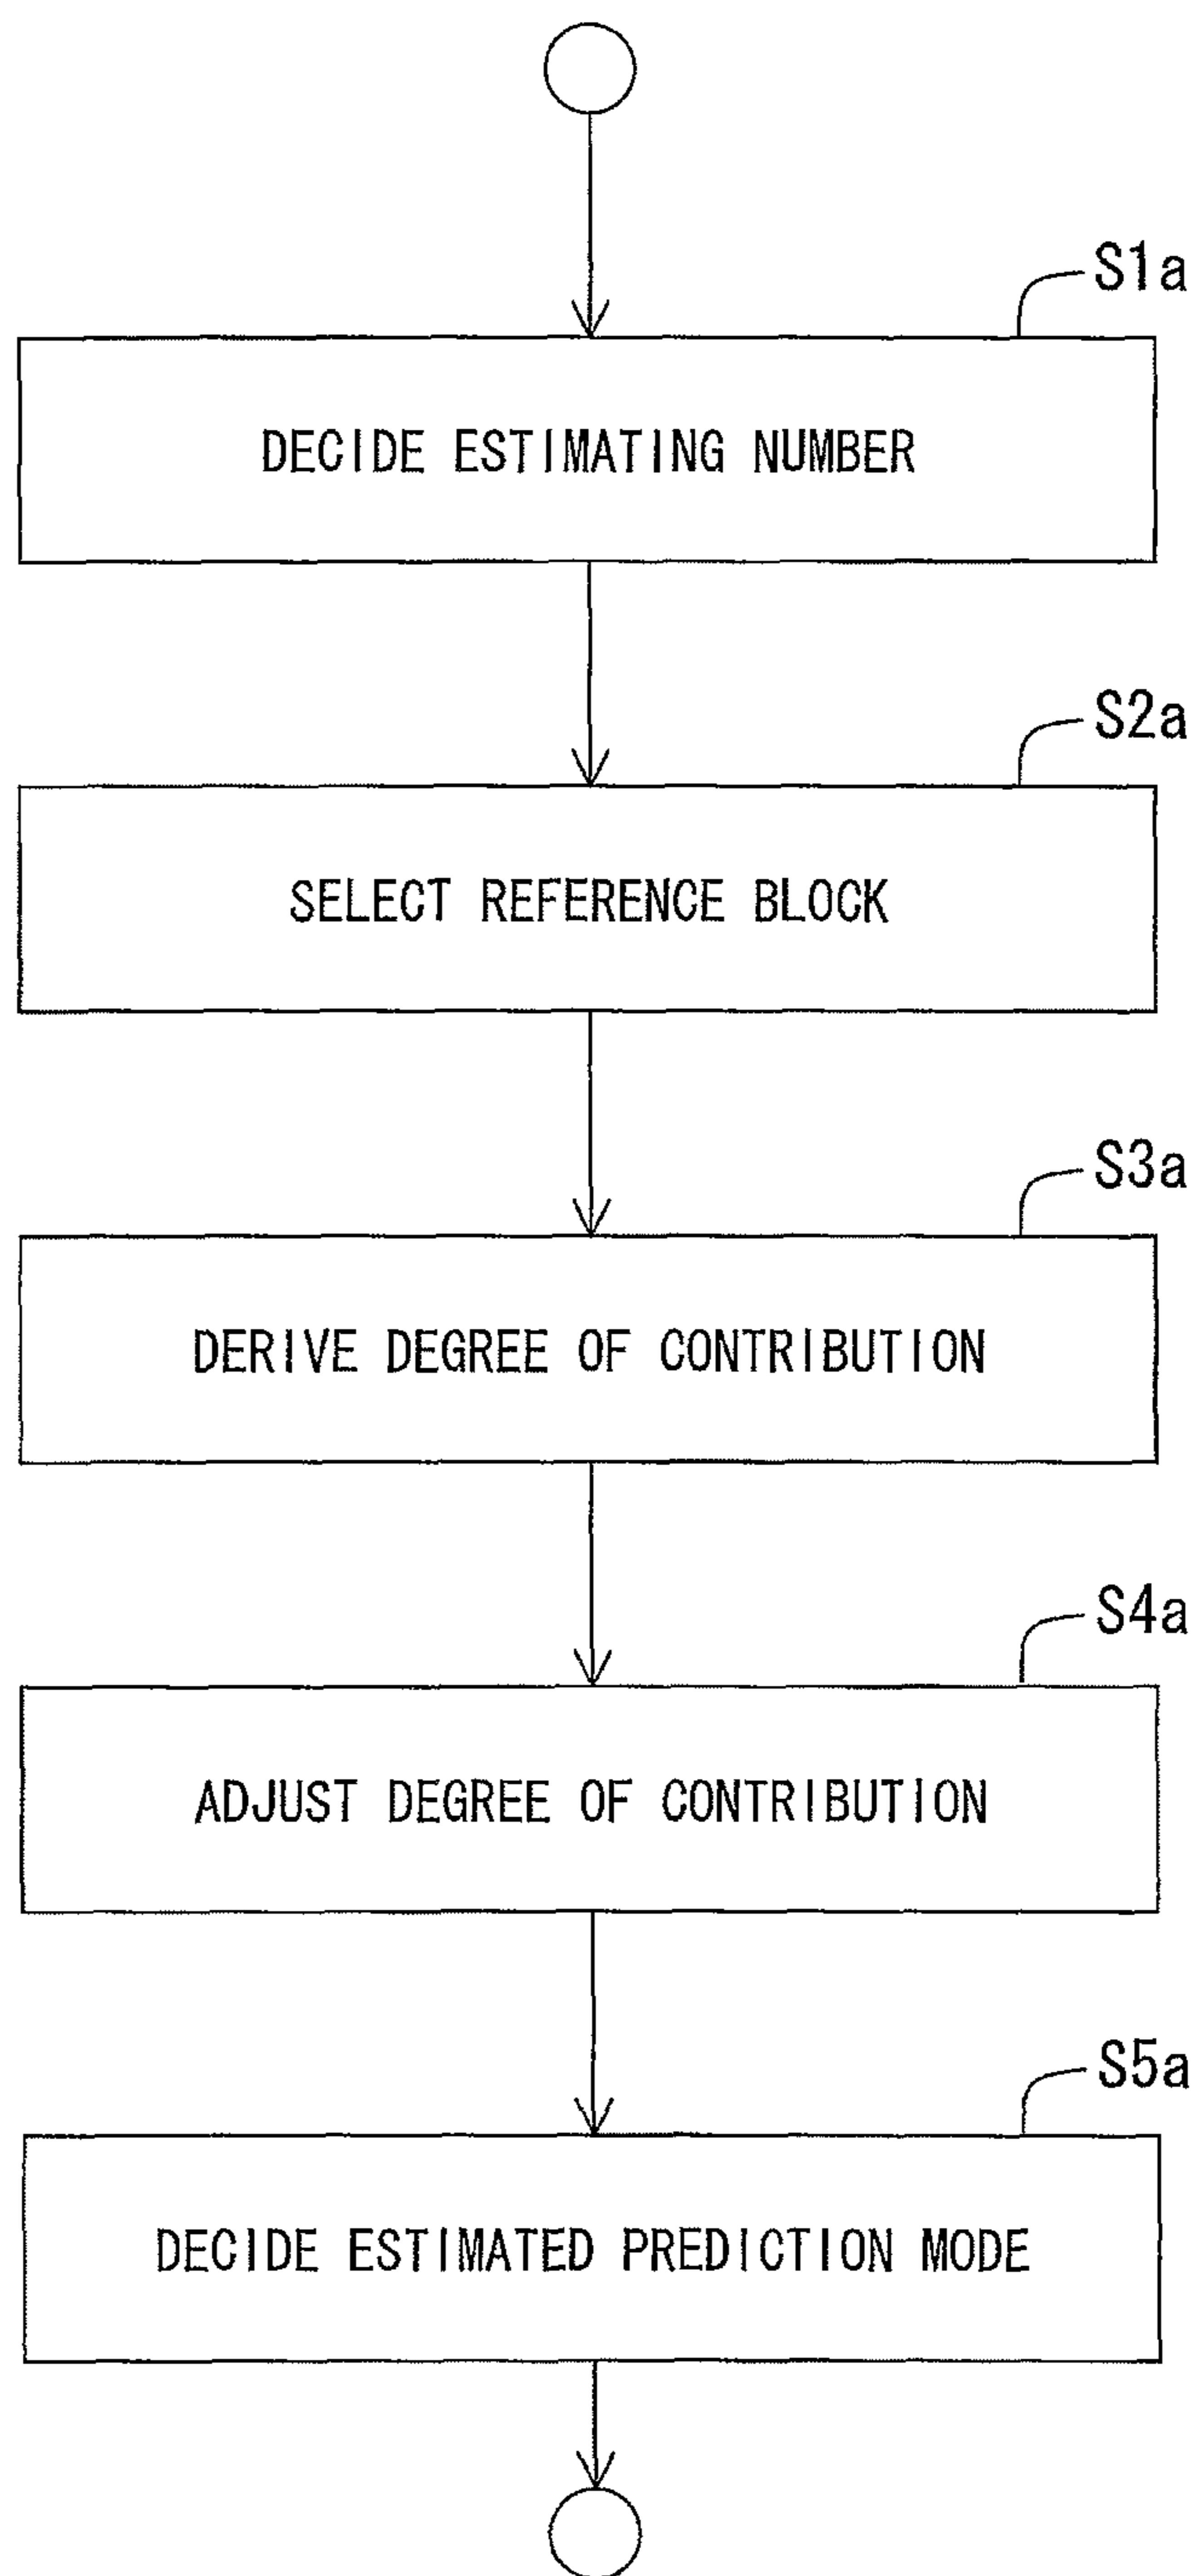 S1a
DECIDE ESTIMATING NUMBER
S2a
SELECT REFERENCE BLOCK
S3a
DERIVE DEGREE OF CONTRIBUTION
S4a
ADJUST DEGREE OF CONTRIBUTION
S5a
DECIDE ESTIMATED PREDICTION MODE